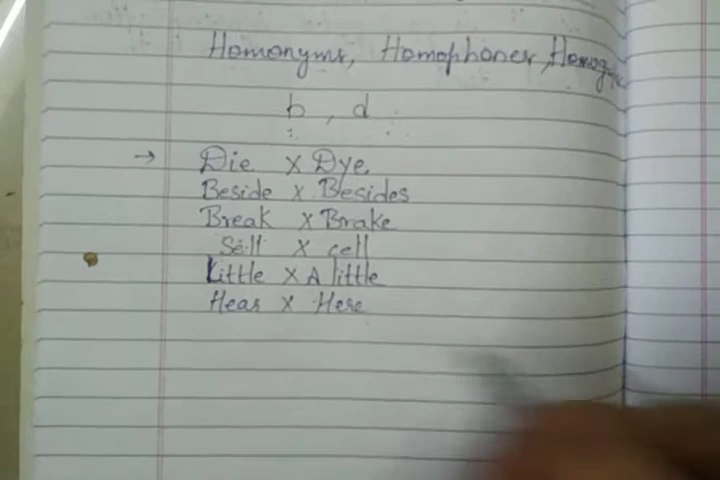 Homonyms, Homophones,
b, d
→ Die X Dye.
Beside X Besides
Break X Brake
Sell X cell
Little X A little
Hear X Here